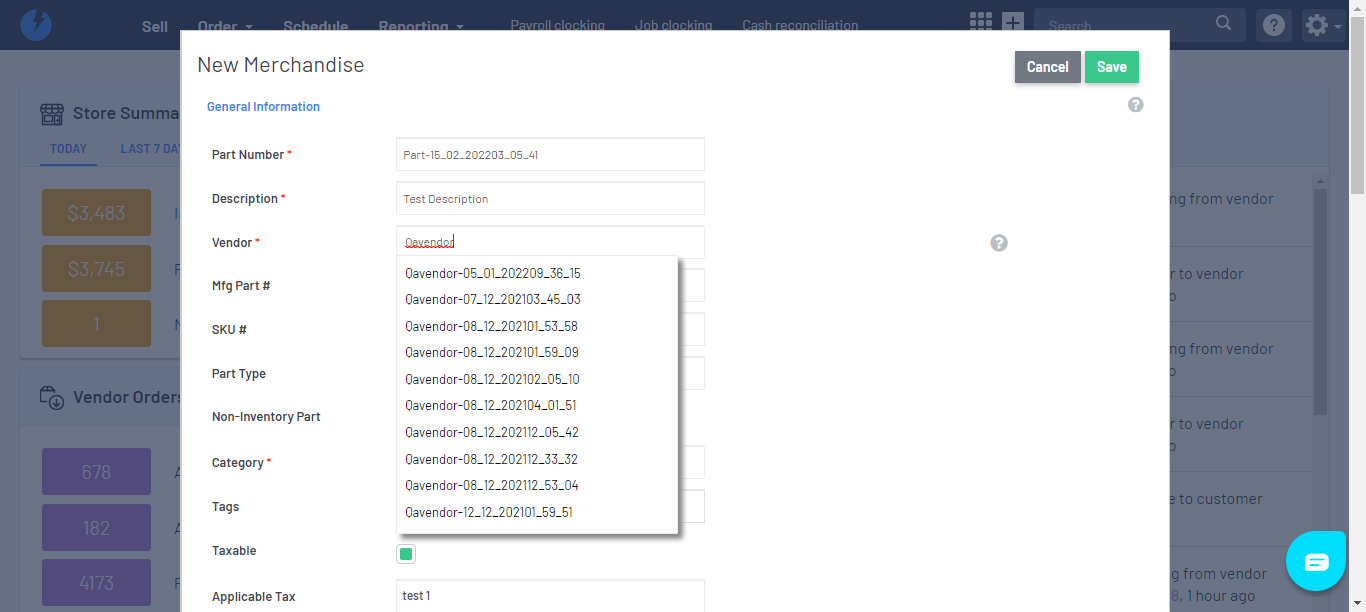 Sell Order Schedule Reporting Payroll clocking Job clocking Cash reconciliation Search
New Merchandise
Cancel Save
General Information
Part Number *
Part-15_02_202203_05_41
Description *
Test Description
Vendor *
Qavendor
Qavendor-05_01_202209_36_15
Qavendor-07_12_202103_45_03
Qavendor-08_12_202101_53_58
Qavendor-08_12_202101_59_09
Qavendor-08_12_202102_05_10
Qavendor-08_12_202104_01_51
Qavendor-08_12_202112_05_42
Qavendor-08_12_202112_33_32
Qavendor-08_12_202112_53_04
Qavendor-12_12_202101_59_51
Mfg Part #
SKU #
Part Type
Non-Inventory Part
Category *
Tags
Taxable
Applicable Tax
test 1
Store Summa
TODAY LAST 7 DA
$3,483
$3,745
1
Vendor Orders
678
182
4173
ng from vendor
r to vendor
o
ng from vendor
o
r to vendor
o
e to customer
g from vendor
8, 1 hour ago